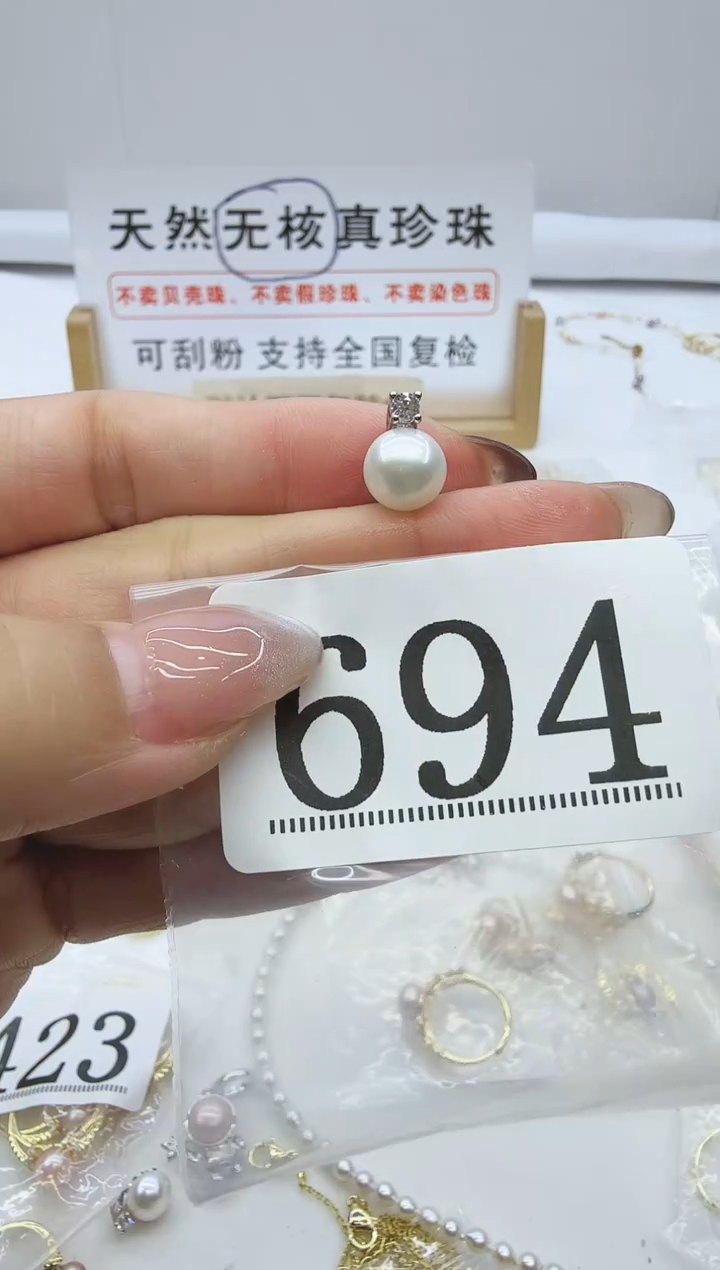 天然无核真珍珠
不卖贝壳珠、不卖假珍珠、不卖染色珠
可刮粉 支持全国复检
694
423